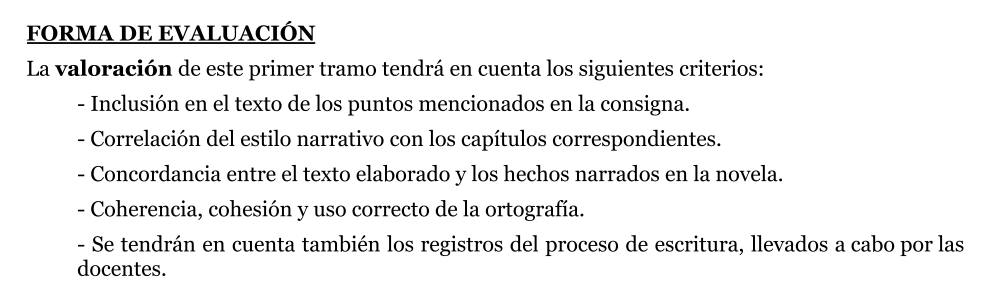 FORMA DE EVALUACIÓN
La valoración de este primer tramo tendrá en cuenta los siguientes criterios:
- Inclusión en el texto de los puntos mencionados en la consigna.
- Correlación del estilo narrativo con los capítulos correspondientes.
- Concordancia entre el texto elaborado y los hechos narrados en la novela.
- Coherencia, cohesión y uso correcto de la ortografía.
- Se tendrán en cuenta también los registros del proceso de escritura, llevados a cabo por las
docentes.